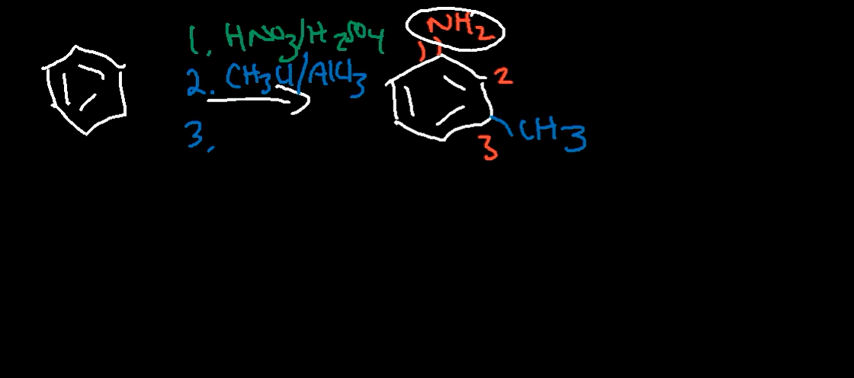 1. HNO3/H2SO4
2. CH3Cl/AlCl3
3.
NH2
1
2
3
CH3